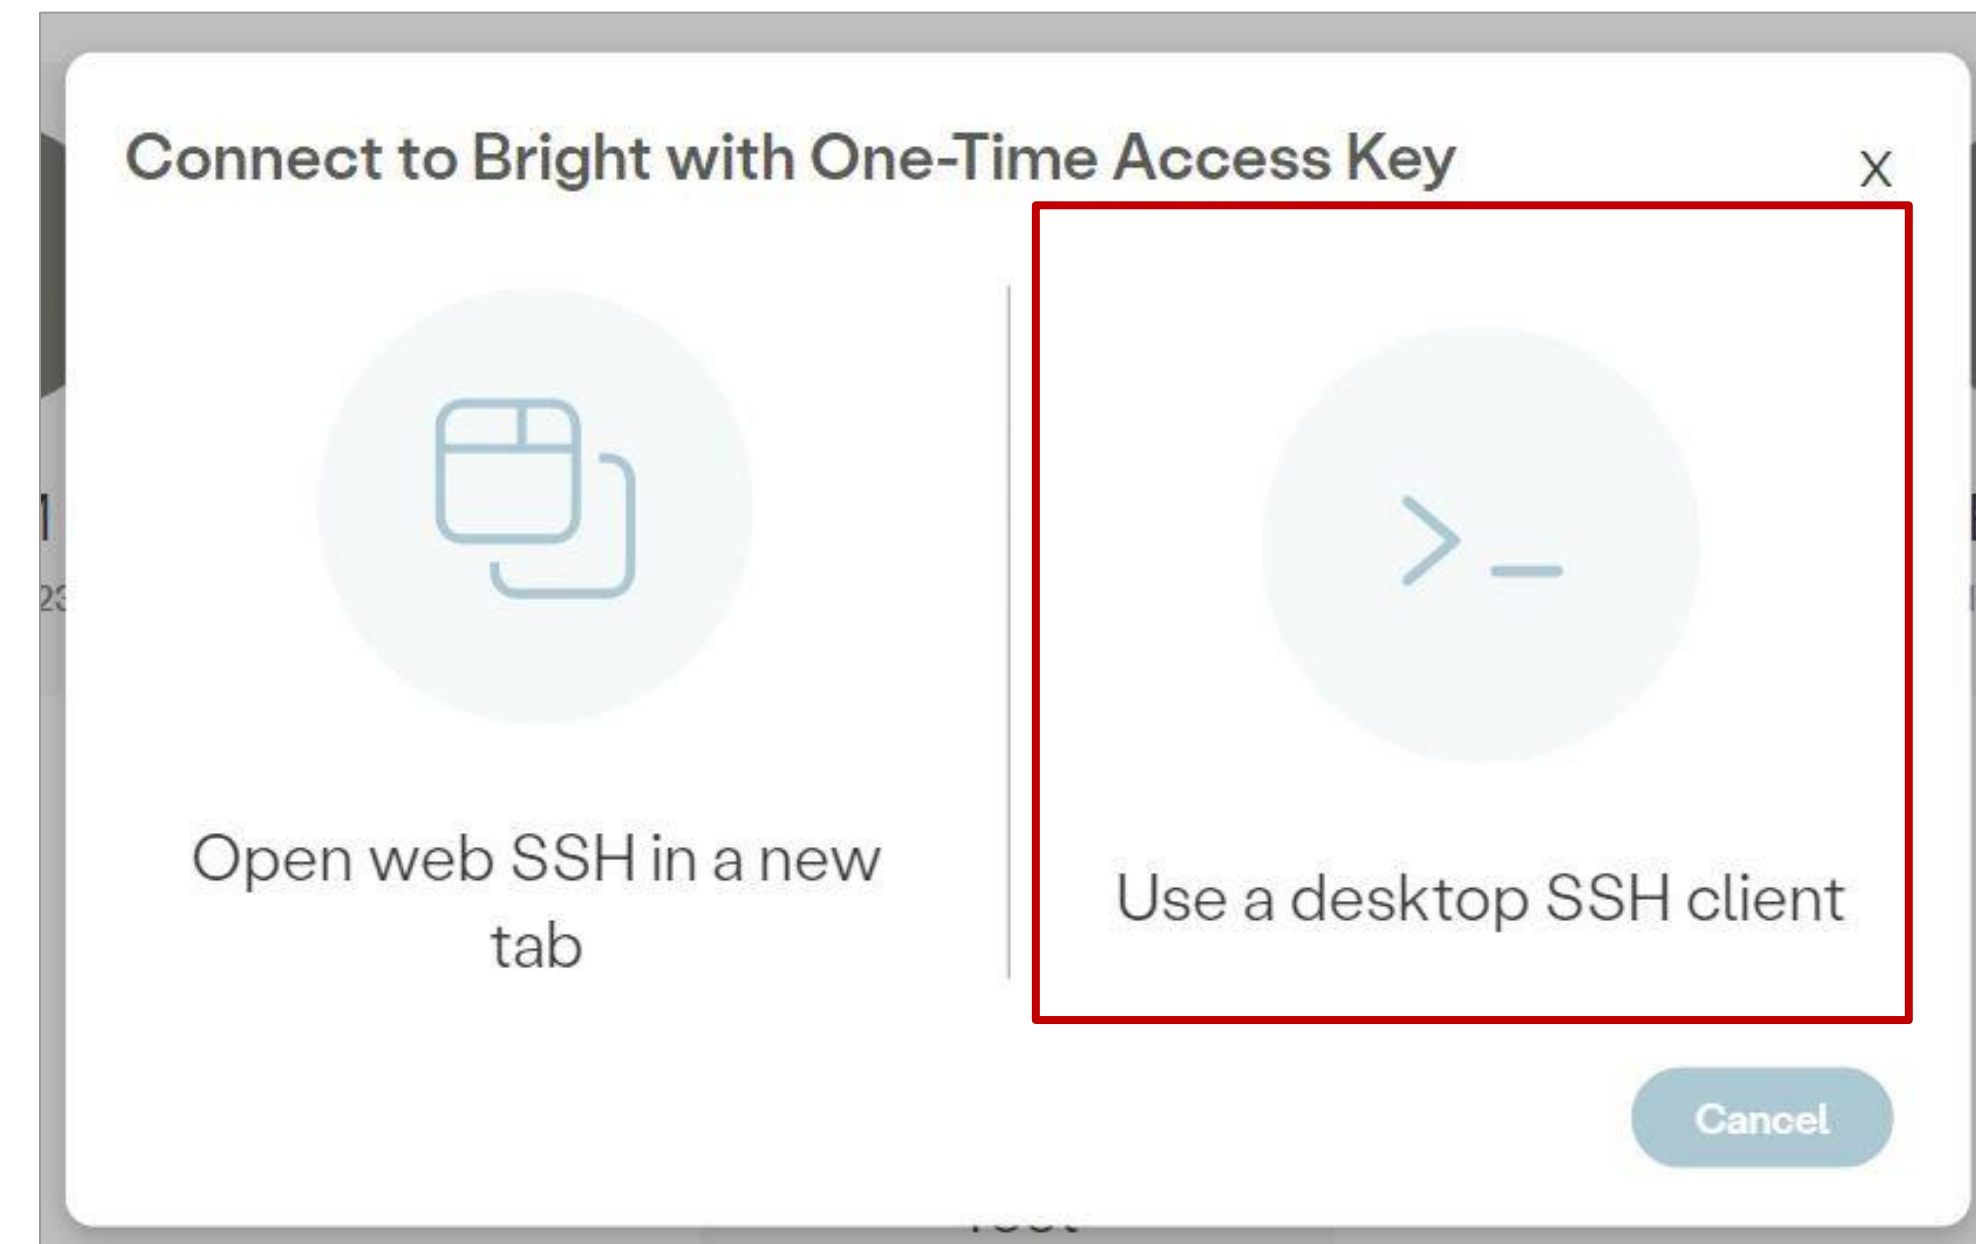 Connect to Bright with One-Time Access Key
X
Open web SSH in a new
tab
Use a desktop SSH client
Cancel
23